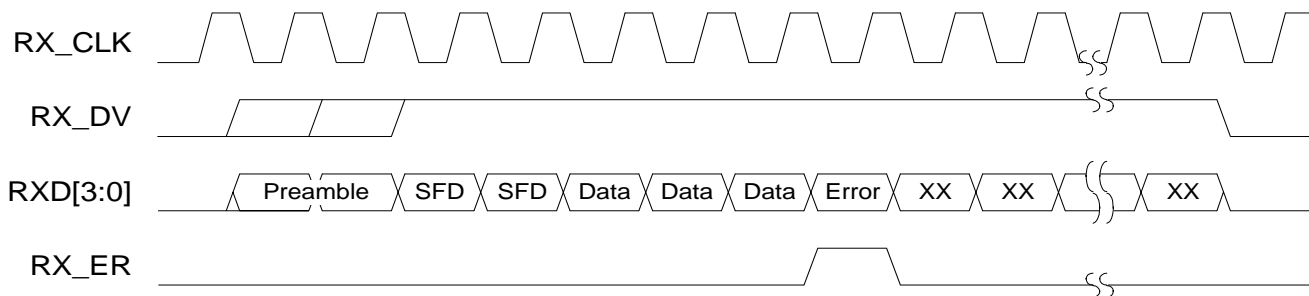 RX_CLK
RX_DV
RXD[3:0] Preamble SFD SFD Data Data Data Error XX XX XX
RX_ER